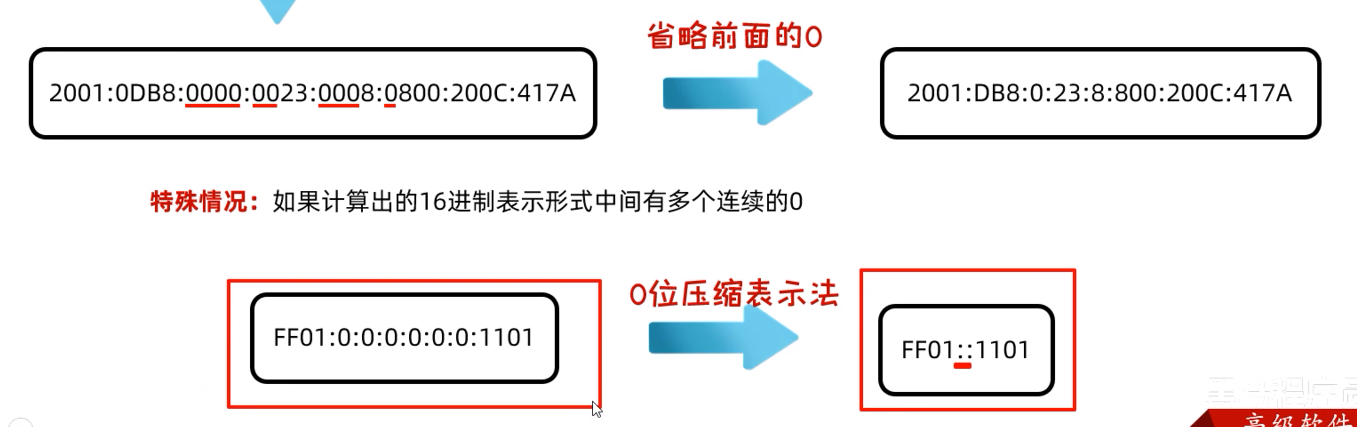 省略前面的0
2001:0DB8:0000:0023:0008:0800:200C:417A
2001:DB8:0:23:8:800:200C:417A
特殊情况：如果计算出的16进制表示形式中间有多个连续的0
0位压缩表示法
FF01:0:0:0:0:0:0:1101
FF01::1101
高级软件